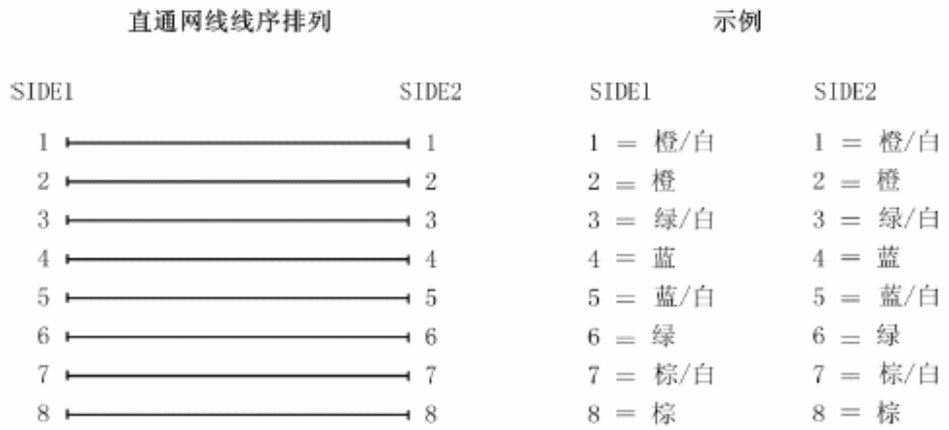 直通网线线序排列 示例
SIDE1 SIDE2 SIDE1 SIDE2
1 1 1 = 橙/白 1 = 橙/白
2 2 2 = 橙 2 = 橙
3 3 3 = 绿/白 3 = 绿/白
4 4 4 = 蓝 4 = 蓝
5 5 5 = 蓝/白 5 = 蓝/白
6 6 6 = 绿 6 = 绿
7 7 7 = 棕/白 7 = 棕/白
8 8 8 = 棕 8 = 棕